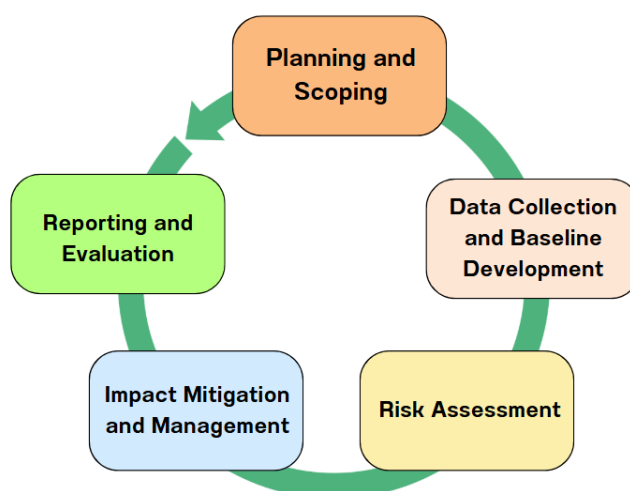 Planning and
Scoping
Data Collection
and Baseline
Development
Risk Assessment
Impact Mitigation
and Management
Reporting and
Evaluation